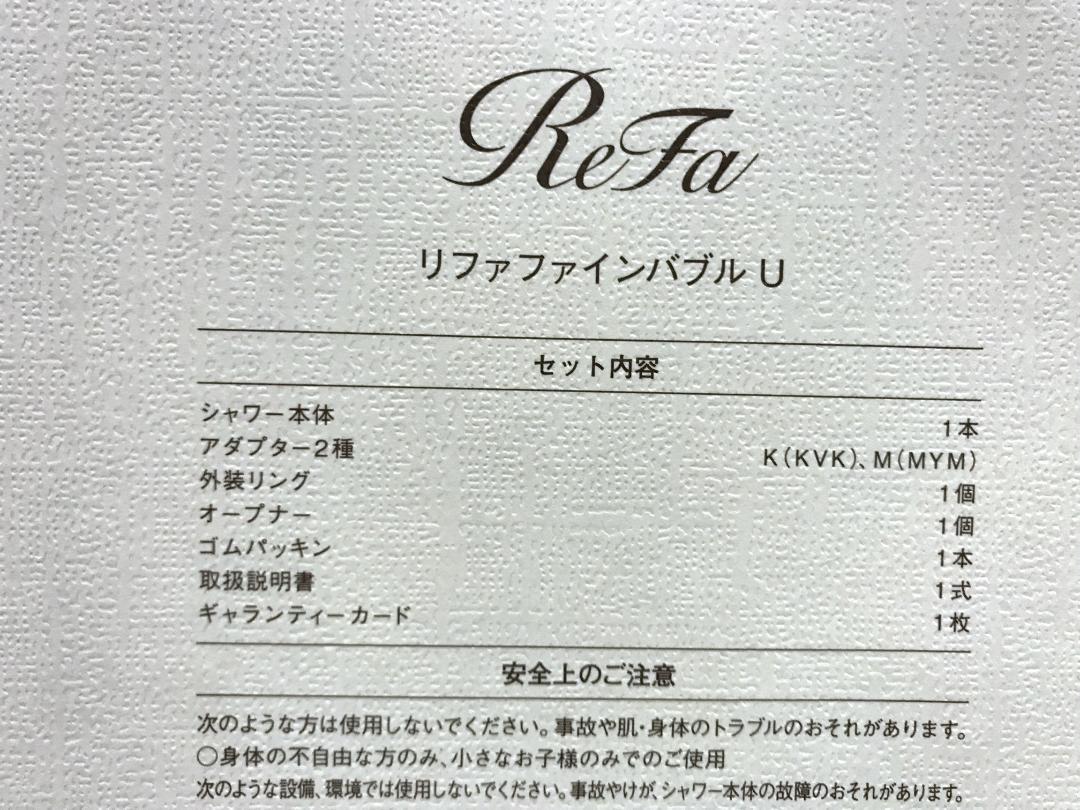 ReFa
リファファインバブル U
セット内容
シャワー本体 1本
アダプター2種 K(KVK)、M(MYM)
外装リング 1個
オープナー 1個
ゴムパッキン 1本
取扱説明書 1式
ギャランティーカード 1枚
安全上のご注意
次のような方は使用しないでください。事故や肌・身体のトラブルのおそれがあります。
○身体の不自由な方のみ、小さなお子様のみでのご使用
次のような設備、環境では使用しないでください。事故やけが、シャワー本体の故障のおそれがあります。